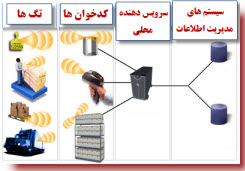 تگ ها
کدخوان ها
سرویس دهنده
محلی
سیستم های
مدیریت اطلاعات